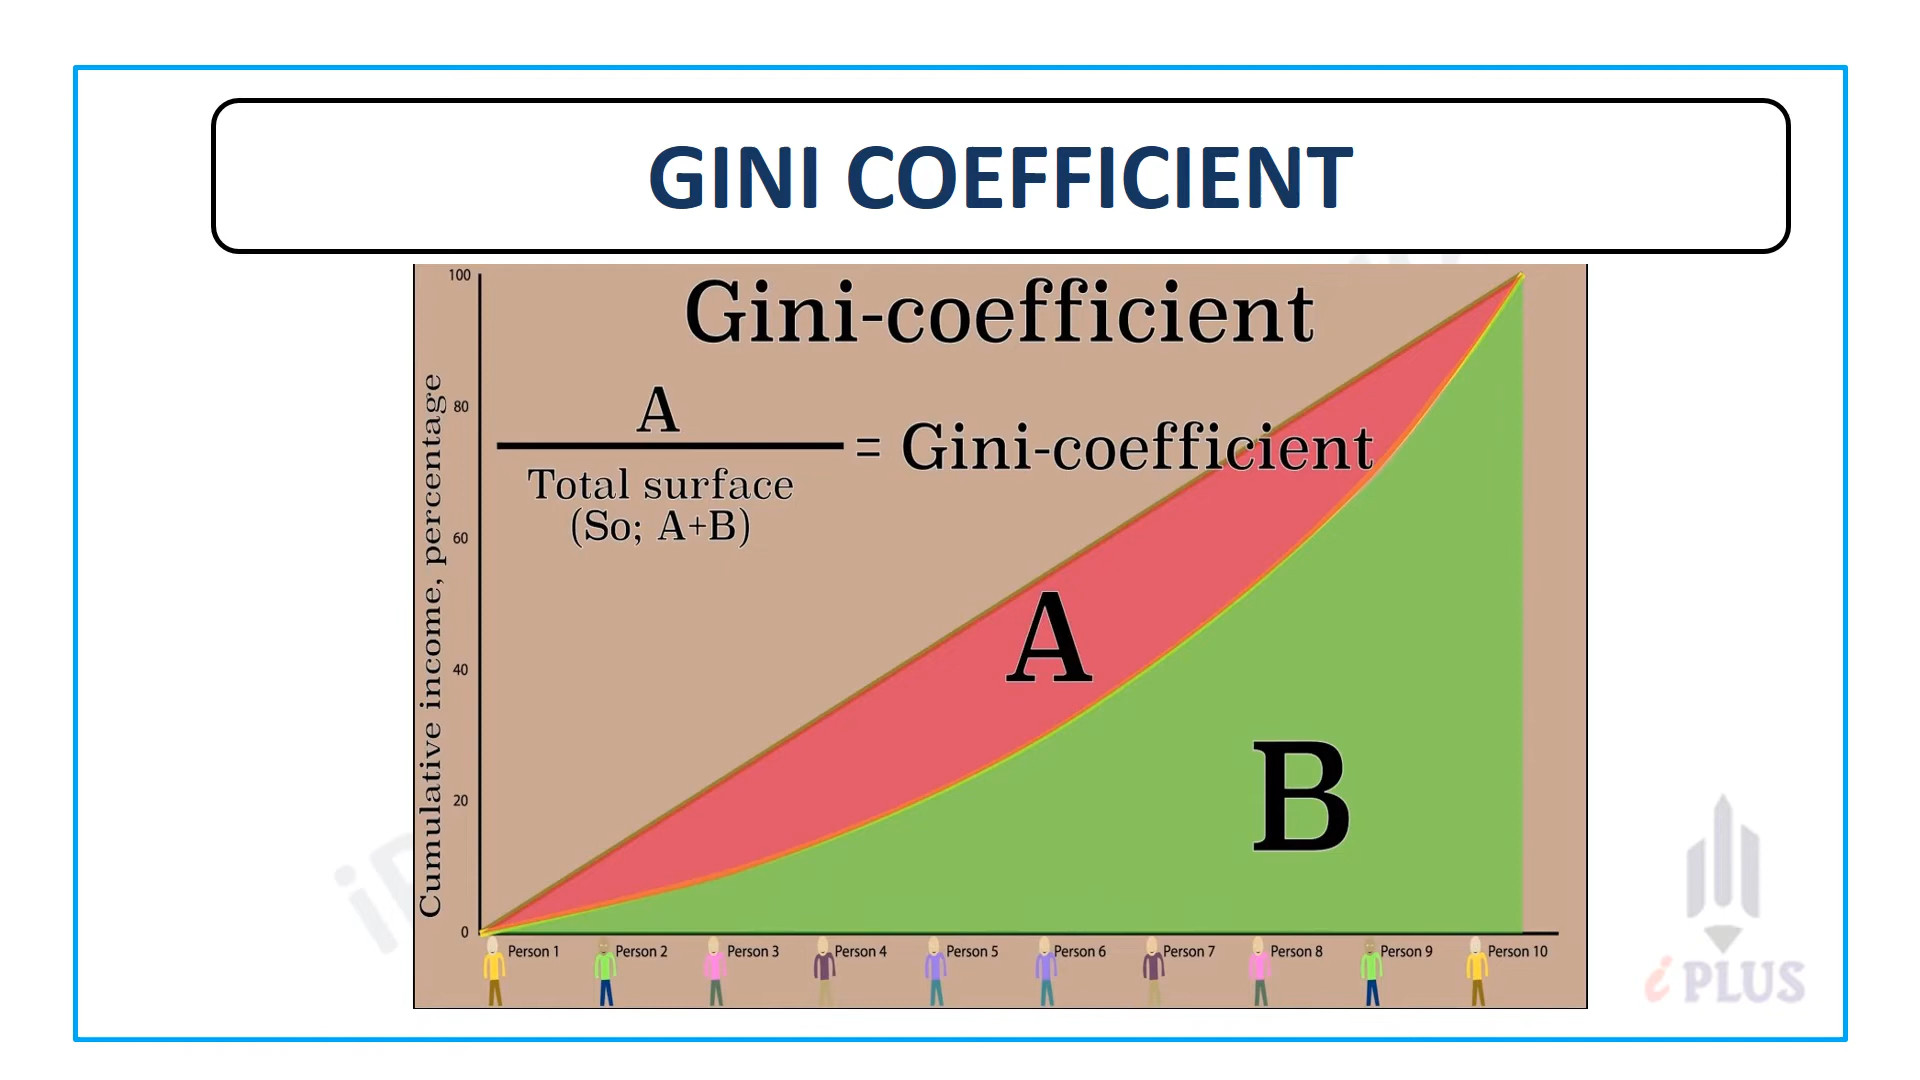 GINI COEFFICIENT
Gini-coefficient
A
Total surface
(So; A+B)
= Gini-coefficient
Cumulative income, percentage
100
80
60
40
20
0
A
B
Person 1 Person 2 Person 3 Person 4 Person 5 Person 6 Person 7 Person 8 Person 9 Person 10
i PLUS